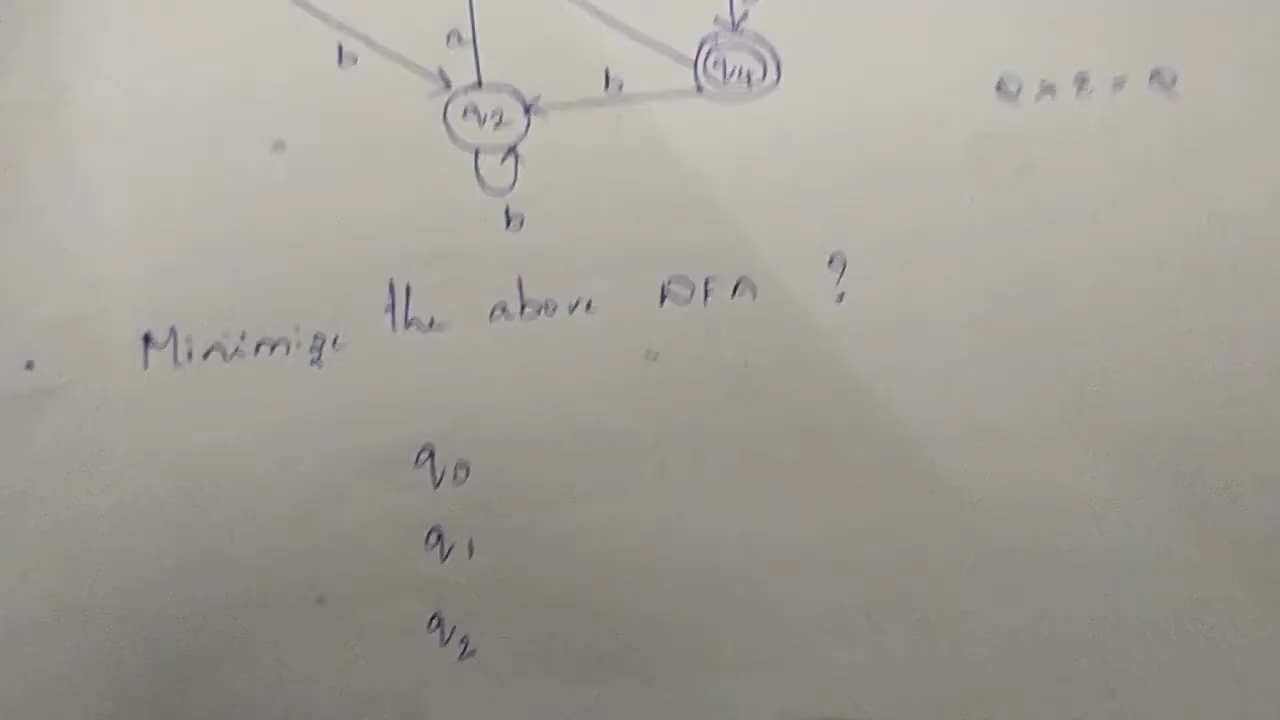 b
a
q4
b
q2
Q × Σ → Q
b
Minimize the above DFA ?
q0
q1
q2